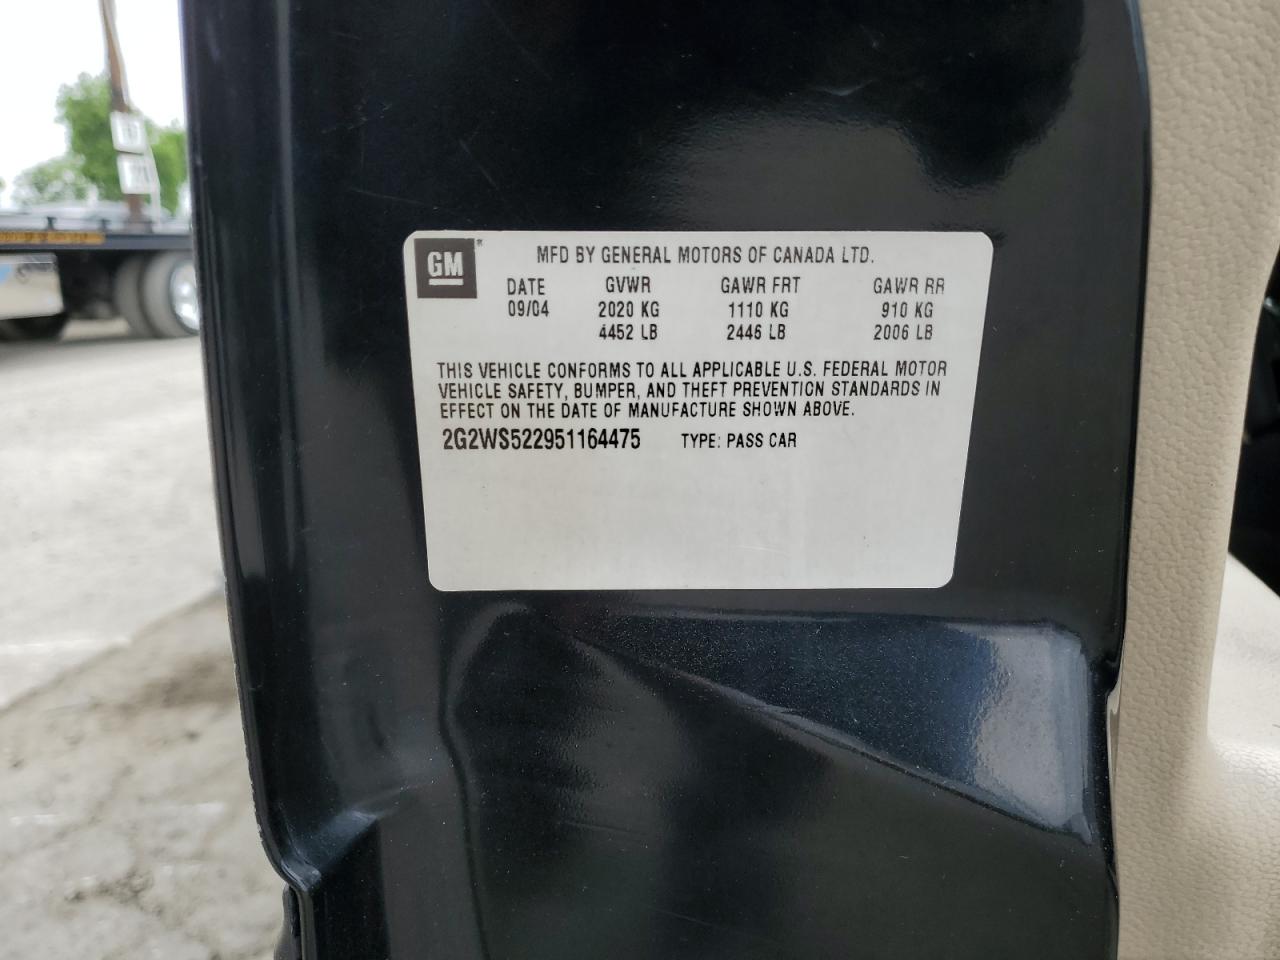 GM ® MFD BY GENERAL MOTORS OF CANADA LTD.
DATE GVWR GAWR FRT GAWR RR
09/04 2020 KG 1110 KG 910 KG
4452 LB 2446 LB 2006 LB
THIS VEHICLE CONFORMS TO ALL APPLICABLE U.S. FEDERAL MOTOR
VEHICLE SAFETY, BUMPER, AND THEFT PREVENTION STANDARDS IN
EFFECT ON THE DATE OF MANUFACTURE SHOWN ABOVE.
2G2WS522951164475 TYPE: PASS CAR